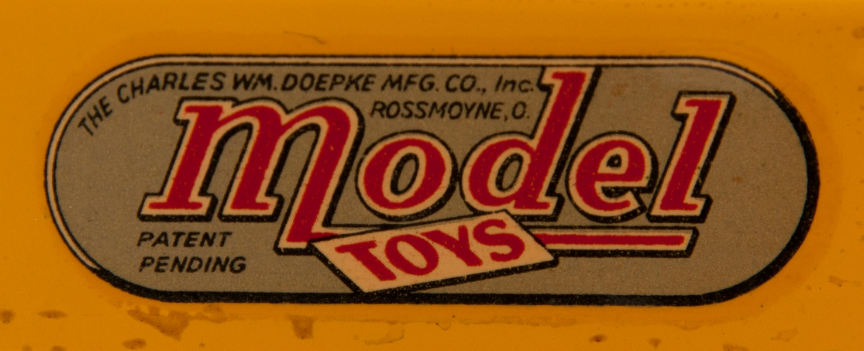 THE CHARLES WM. DOEPKE MFG. CO., Inc.
ROSSMOYNE, O.
Model
TOYS
PATENT
PENDING